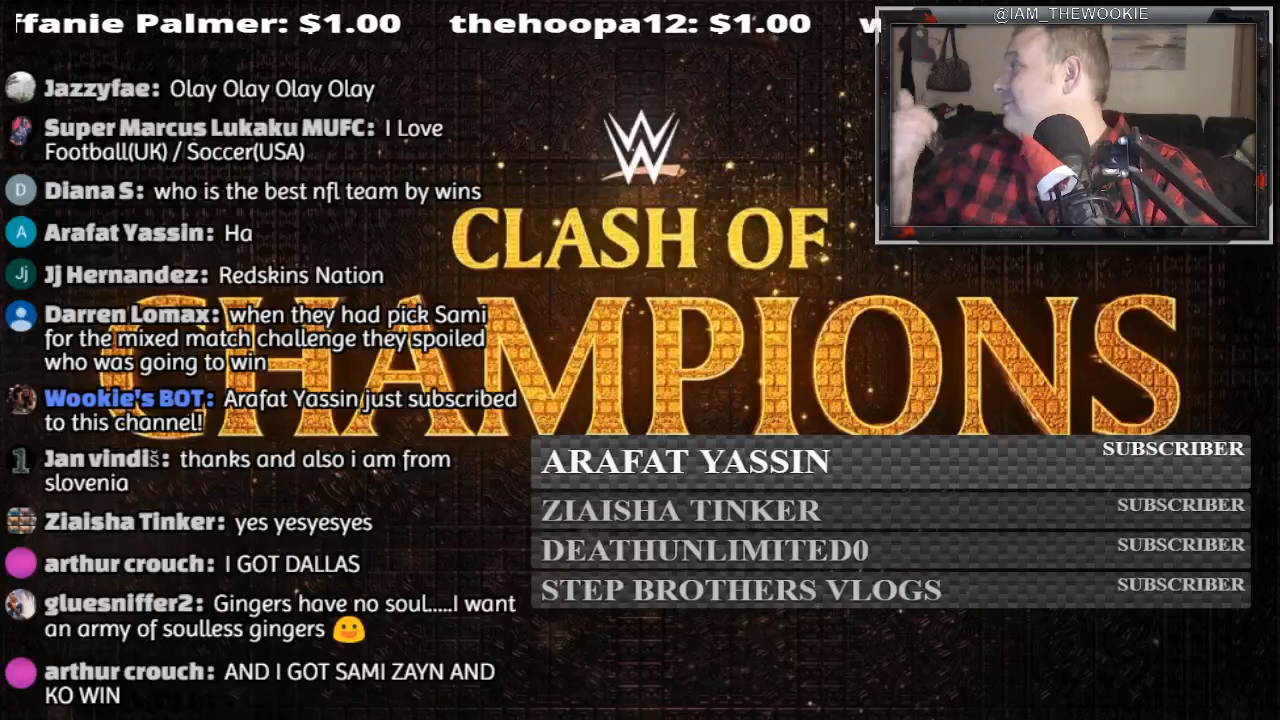 ffanie Palmer: $1.00 thehoopa12: $1.00
@IAM_THEWOOKIE
Jazzyfae: Olay Olay Olay Olay
Super Marcus Lukaku MUFC: I Love
Football(UK) / Soccer(USA)
D Diana S: who is the best nfl team by wins
A Arafat Yassin: Ha
Jj Jj Hernandez: Redskins Nation
Darren Lomax: when they had pick Sami
for the mixed match challenge they spoiled
who was going to win
Wookie's BOT: Arafat Yassin just subscribed
to this channel!
1 Jan vindiš: thanks and also i am from
slovenia
Ziaisha Tinker: yes yesyesyes
arthur crouch: I GOT DALLAS
gluesniffer2: Gingers have no soul.....I want
an army of soulless gingers
arthur crouch: AND I GOT SAMI ZAYN AND
KO WIN
W
CLASH OF
CHAMPIONS
ARAFAT YASSIN SUBSCRIBER
ZIAISHA TINKER SUBSCRIBER
DEATHUNLIMITED0 SUBSCRIBER
STEP BROTHERS VLOGS SUBSCRIBER